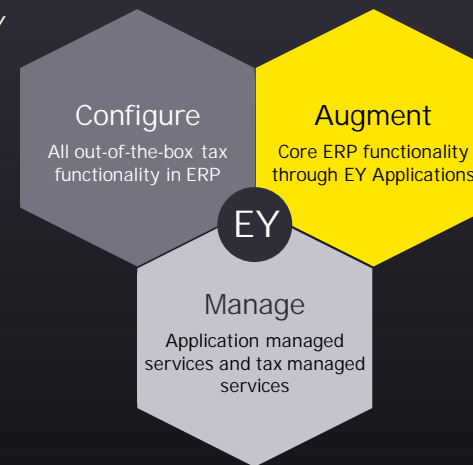 Configure
All out-of-the-box tax
functionality in ERP
Augment
Core ERP functionality
through EY Applications
EY
Manage
Application managed
services and tax managed
services